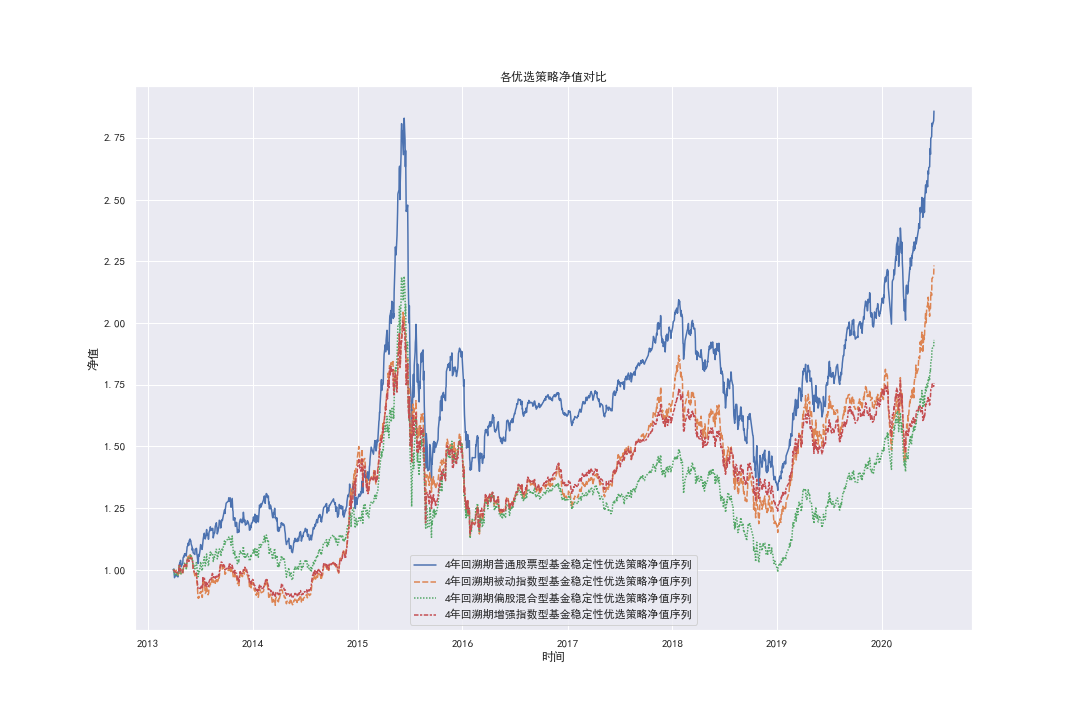 各优选策略净值对比
净值
2.75
2.50
2.25
2.00
1.75
1.50
1.25
1.00
4年回溯期普通股票型基金稳定性优选策略净值序列
4年回溯期被动指数型基金稳定性优选策略净值序列
4年回溯期偏股混合型基金稳定性优选策略净值序列
4年回溯期增强指数型基金稳定性优选策略净值序列
2013 2014 2015 2016 2017 2018 2019 2020
时间